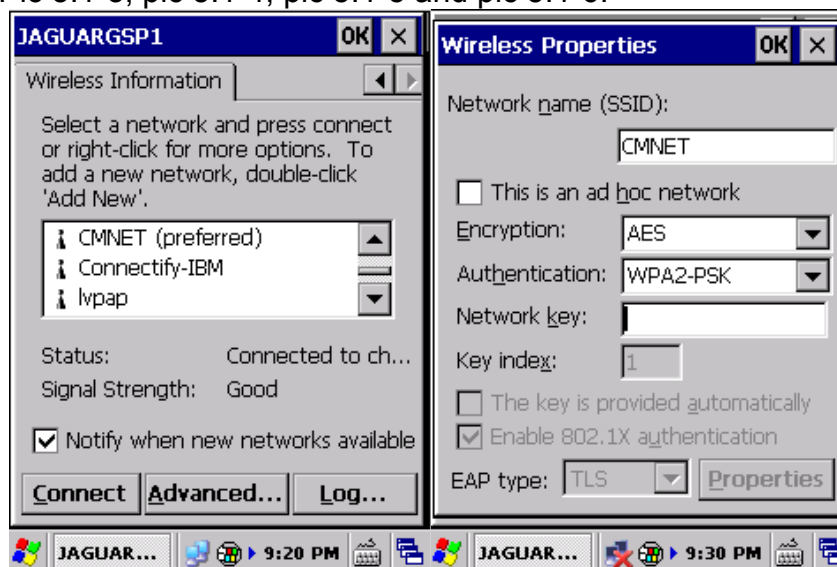 JAGUARGSP1 OK
Wireless Information
Select a network and press connect
or right-click for more options. To
add a new network, double-click
'Add New'.
CMNET (preferred)
Connectify-IBM
lvpap
Status: Connected to ch...
Signal Strength: Good
Notify when new networks available
Connect Advanced... Log...
JAGUAR... 9:20 PM
Wireless Properties OK
Network name (SSID):
CMNET
This is an ad hoc network
Encryption: AES
Authentication: WPA2-PSK
Network key:
Key index: 1
The key is provided automatically
Enable 802.1X authentication
EAP type: TLS Properties
JAGUAR... 9:30 PM